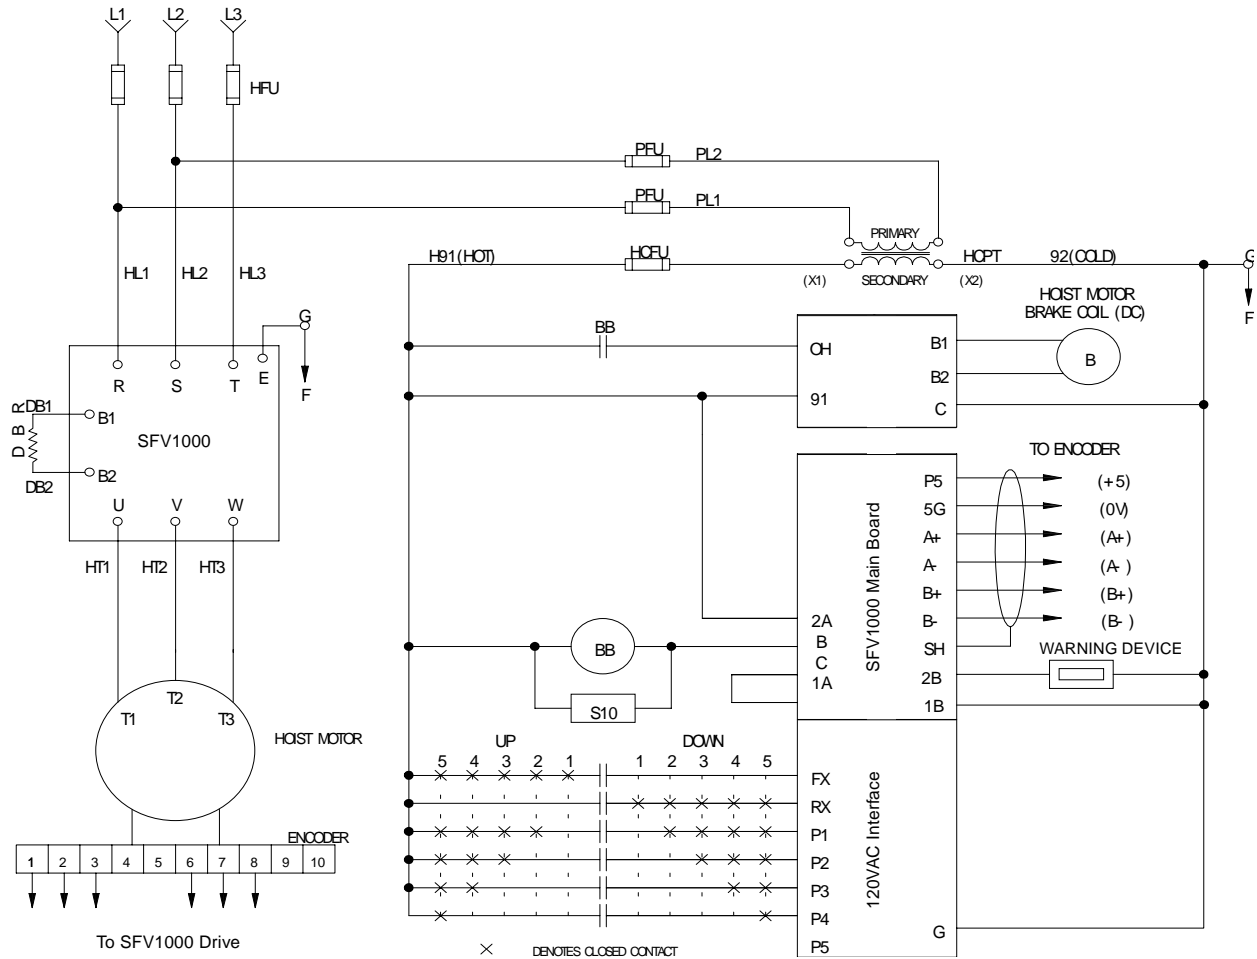 L1 L2 L3
HFU
PFU PL2
PFU PL1
PRIMARY
H91(HOT) HCFU HCPT 92(COLD) G
(X1) SECONDARY (X2)
HL1 HL2 HL3
F
HOIST MOTOR
BRAKE COIL (DC)
G
BB OH B1
B
E
R S T
F
B2
91 C
DB1
B1
DBR
SFV1000
B2
DB2
U V W
TO ENCODER
P5 (+5)
5G (0V)
A+ (A+)
A- (A-)
B+ (B+)
B- (B-)
SFV1000 Main Board
HT1 HT2 HT3
2A
B
C
1A
BB
SH
WARNING DEVICE
2B
1B
S10
T1 T2 T3
HOIST MOTOR
UP DOWN
5 4 3 2 1 1 2 3 4 5
FX
RX
P1
P2
P3
P4
P5
120VAC Interface
G
ENCODER
1 2 3 4 5 6 7 8 9 10
To SFV1000 Drive
X DENOTES CLOSED CONTACT